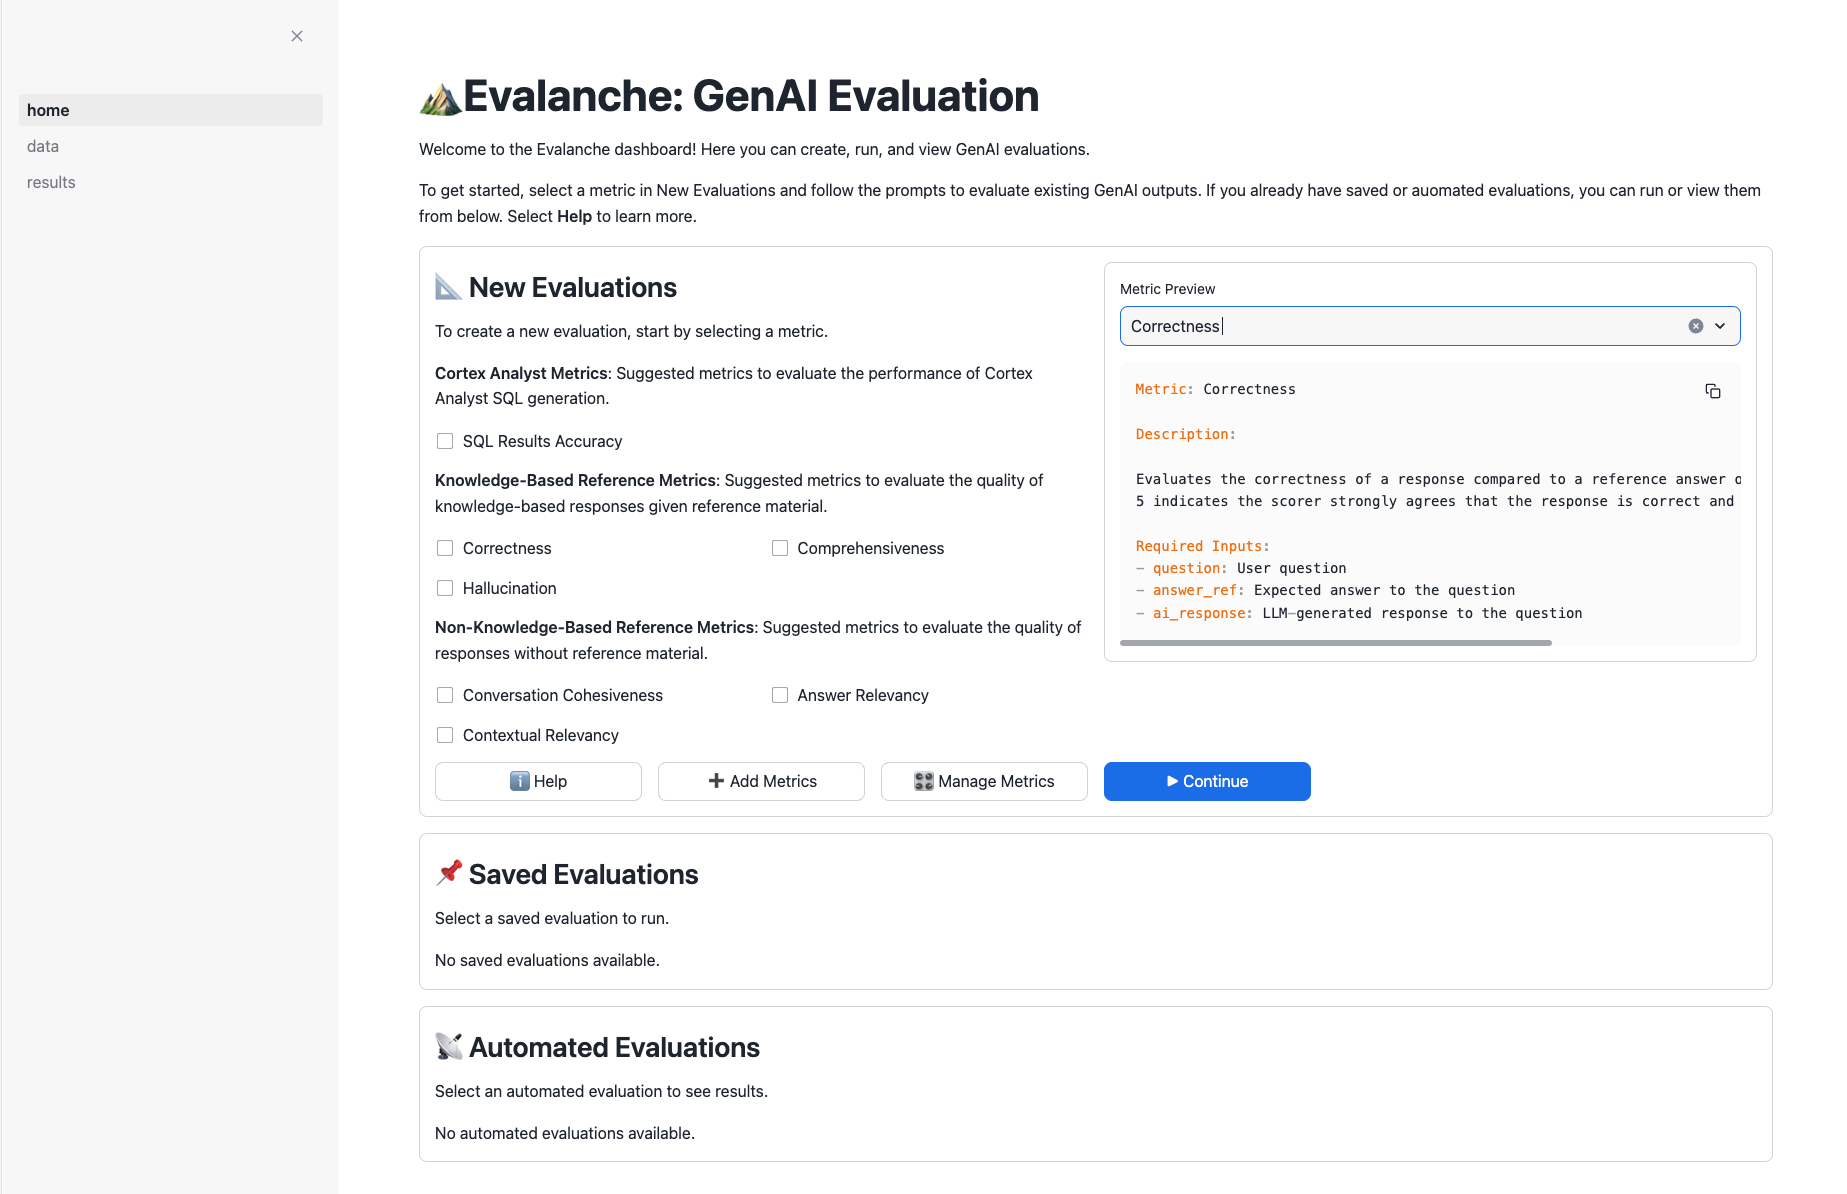 home
data
results
Evalanche: GenAI Evaluation
Welcome to the Evalanche dashboard! Here you can create, run, and view GenAI evaluations.
To get started, select a metric in New Evaluations and follow the prompts to evaluate existing GenAI outputs. If you already have saved or auomated evaluations, you can run or view them
from below. Select Help to learn more.
New Evaluations
To create a new evaluation, start by selecting a metric.
Cortex Analyst Metrics: Suggested metrics to evaluate the performance of Cortex
Analyst SQL generation.
SQL Results Accuracy
Knowledge-Based Reference Metrics: Suggested metrics to evaluate the quality of
knowledge-based responses given reference material.
Correctness
Comprehensiveness
Hallucination
Non-Knowledge-Based Reference Metrics: Suggested metrics to evaluate the quality of
responses without reference material.
Conversation Cohesiveness
Answer Relevancy
Contextual Relevancy
Metric Preview
Correctness
Metric: Correctness
Description:
Evaluates the correctness of a response compared to a reference answer
5 indicates the scorer strongly agrees that the response is correct and
Required Inputs:
- question: User question
- answer_ref: Expected answer to the question
- ai_response: LLM-generated response to the question
Help
Add Metrics
Manage Metrics
Continue
Saved Evaluations
Select a saved evaluation to run.
No saved evaluations available.
Automated Evaluations
Select an automated evaluation to see results.
No automated evaluations available.